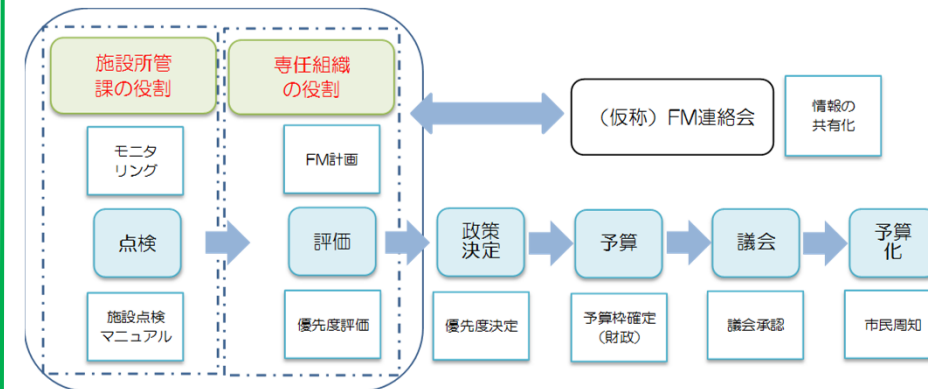 施設所管
課の役割
専任組織
の役割
（仮称）FM連絡会
情報の
共有化
モニタ
リング
FM計画
点検
評価
政策
決定
予算
議会
予算
化
施設点検
マニュアル
優先度評価
優先度決定
予算枠確定
（財政）
議会承認
市民周知